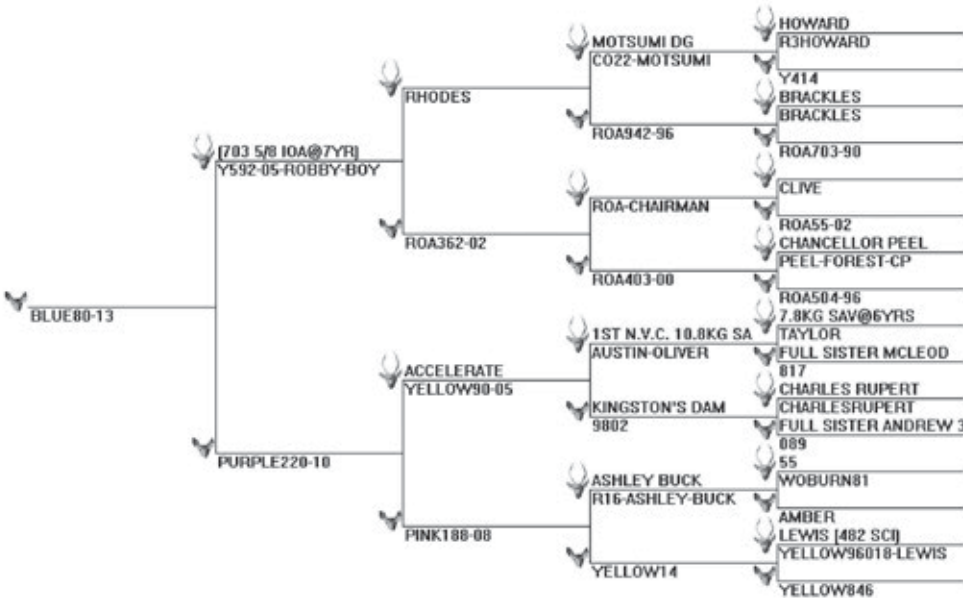 HOWARD
R3HOWARD
MOTSUMI DG
CO22-MOTSUMI
Y414
BRACKLES
BRACKLES
RHODES
ROA942-96
ROA703-90
[703 5/8 IOA@7YR]
Y592-05-ROBBY-BOY
CLIVE
ROA-CHAIRMAN
ROA55-02
CHANCELLOR PEEL
PEEL-FOREST-CP
ROA362-02
ROA403-00
ROA504-96
BLUE80-13
7.8KG SAV@6YRS
TAYLOR
1ST N.V.C. 10.8KG SA
AUSTIN-OLIVER
FULL SISTER MCLEOD
817
ACCELERATE
YELLOW90-05
CHARLES RUPERT
CHARLESRUPERT
KINGSTON'S DAM
9802
FULL SISTER ANDREW 3
089
PURPLE220-10
55
WOBURN81
ASHLEY BUCK
R16-ASHLEY-BUCK
AMBER
PINK188-08
LEWIS [482 SCI]
YELLOW96018-LEWIS
YELLOW14
YELLOW846